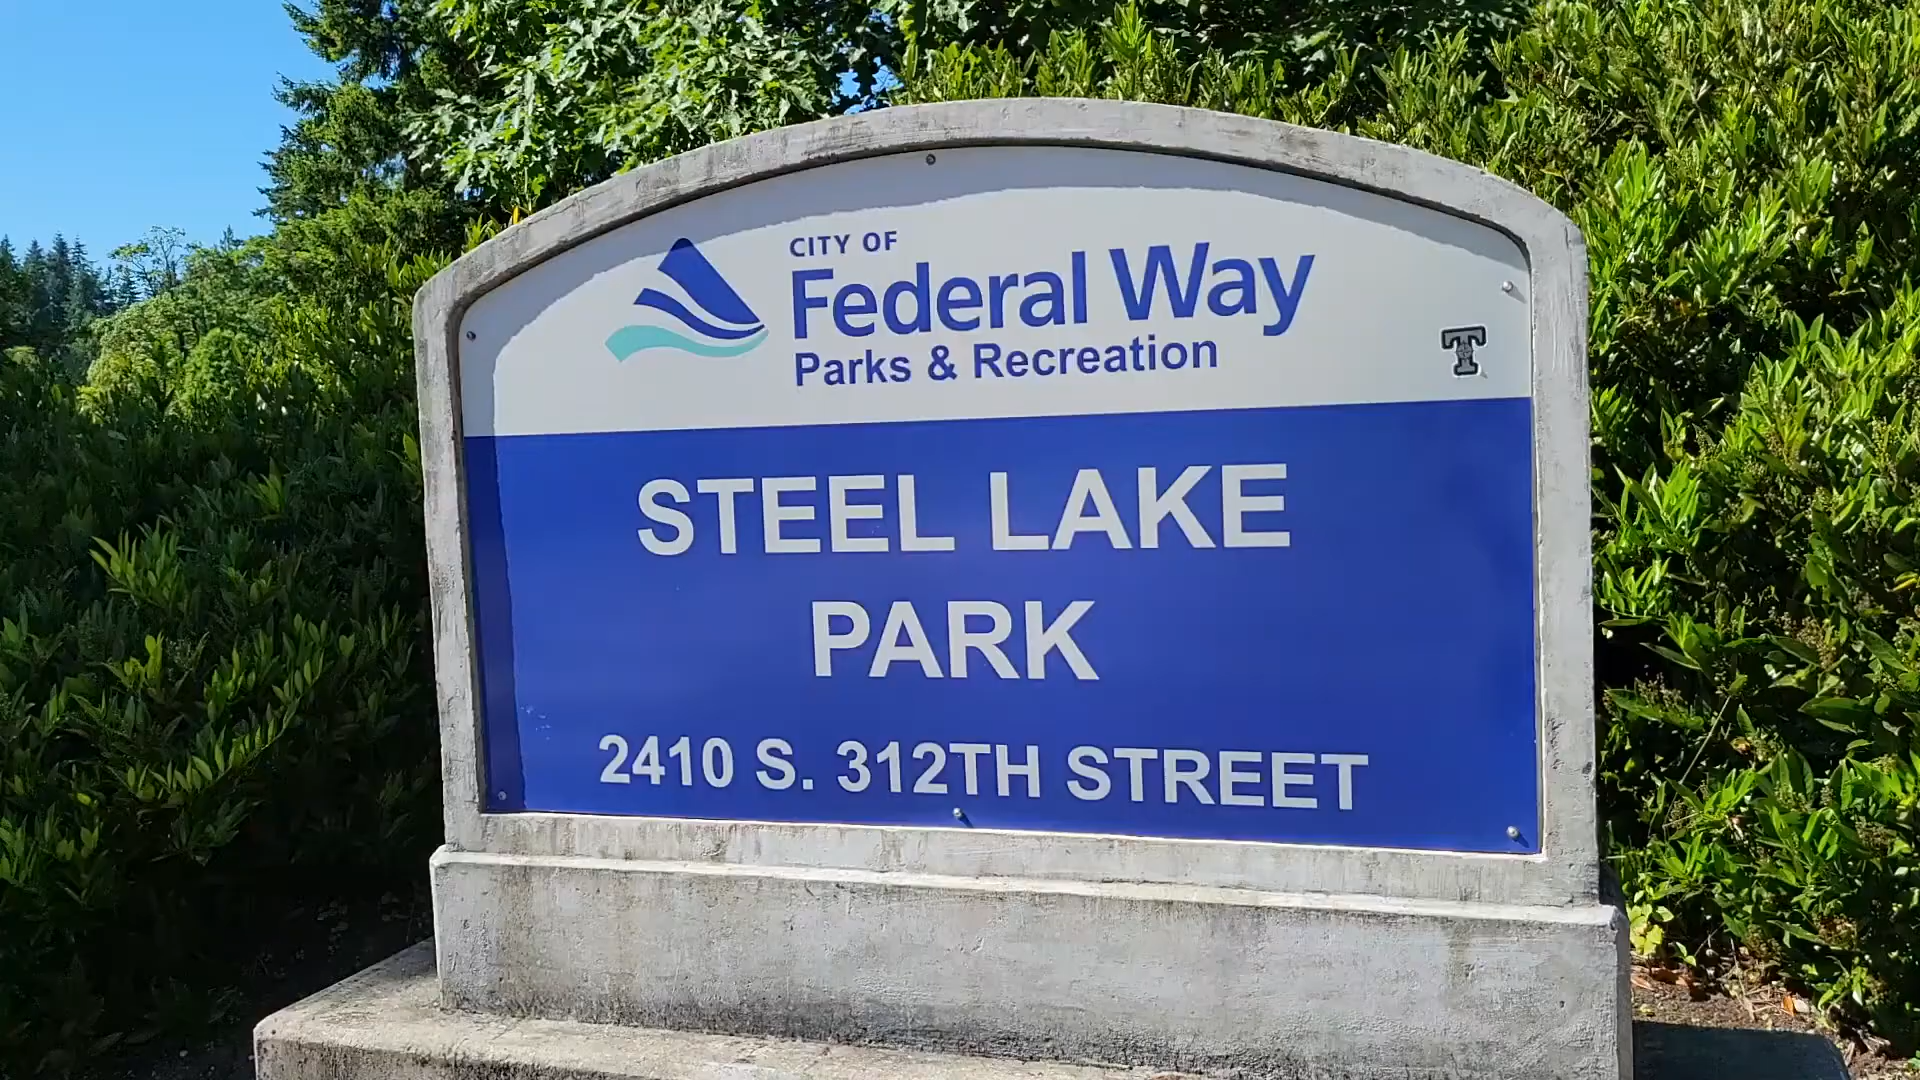 CITY OF
Federal Way
Parks & Recreation
T
STEEL LAKE
PARK
2410 S. 312TH STREET